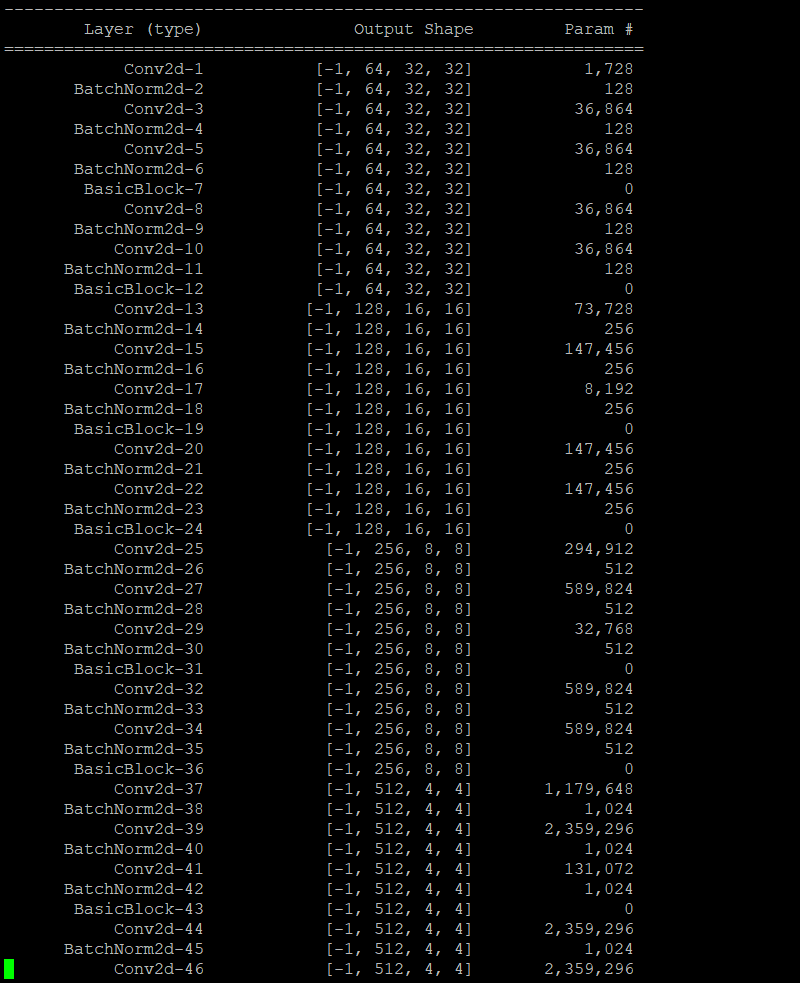 ----------------------------------------------------------------
Layer (type) Output Shape Param #
================================================================
Conv2d-1 [-1, 64, 32, 32] 1,728
BatchNorm2d-2 [-1, 64, 32, 32] 128
Conv2d-3 [-1, 64, 32, 32] 36,864
BatchNorm2d-4 [-1, 64, 32, 32] 128
Conv2d-5 [-1, 64, 32, 32] 36,864
BatchNorm2d-6 [-1, 64, 32, 32] 128
BasicBlock-7 [-1, 64, 32, 32] 0
Conv2d-8 [-1, 64, 32, 32] 36,864
BatchNorm2d-9 [-1, 64, 32, 32] 128
Conv2d-10 [-1, 64, 32, 32] 36,864
BatchNorm2d-11 [-1, 64, 32, 32] 128
BasicBlock-12 [-1, 64, 32, 32] 0
Conv2d-13 [-1, 128, 16, 16] 73,728
BatchNorm2d-14 [-1, 128, 16, 16] 256
Conv2d-15 [-1, 128, 16, 16] 147,456
BatchNorm2d-16 [-1, 128, 16, 16] 256
Conv2d-17 [-1, 128, 16, 16] 8,192
BatchNorm2d-18 [-1, 128, 16, 16] 256
BasicBlock-19 [-1, 128, 16, 16] 0
Conv2d-20 [-1, 128, 16, 16] 147,456
BatchNorm2d-21 [-1, 128, 16, 16] 256
Conv2d-22 [-1, 128, 16, 16] 147,456
BatchNorm2d-23 [-1, 128, 16, 16] 256
BasicBlock-24 [-1, 128, 16, 16] 0
Conv2d-25 [-1, 256, 8, 8] 294,912
BatchNorm2d-26 [-1, 256, 8, 8] 512
Conv2d-27 [-1, 256, 8, 8] 589,824
BatchNorm2d-28 [-1, 256, 8, 8] 512
Conv2d-29 [-1, 256, 8, 8] 32,768
BatchNorm2d-30 [-1, 256, 8, 8] 512
BasicBlock-31 [-1, 256, 8, 8] 0
Conv2d-32 [-1, 256, 8, 8] 589,824
BatchNorm2d-33 [-1, 256, 8, 8] 512
Conv2d-34 [-1, 256, 8, 8] 589,824
BatchNorm2d-35 [-1, 256, 8, 8] 512
BasicBlock-36 [-1, 256, 8, 8] 0
Conv2d-37 [-1, 512, 4, 4] 1,179,648
BatchNorm2d-38 [-1, 512, 4, 4] 1,024
Conv2d-39 [-1, 512, 4, 4] 2,359,296
BatchNorm2d-40 [-1, 512, 4, 4] 1,024
Conv2d-41 [-1, 512, 4, 4] 131,072
BatchNorm2d-42 [-1, 512, 4, 4] 1,024
BasicBlock-43 [-1, 512, 4, 4] 0
Conv2d-44 [-1, 512, 4, 4] 2,359,296
BatchNorm2d-45 [-1, 512, 4, 4] 1,024
Conv2d-46 [-1, 512, 4, 4] 2,359,296